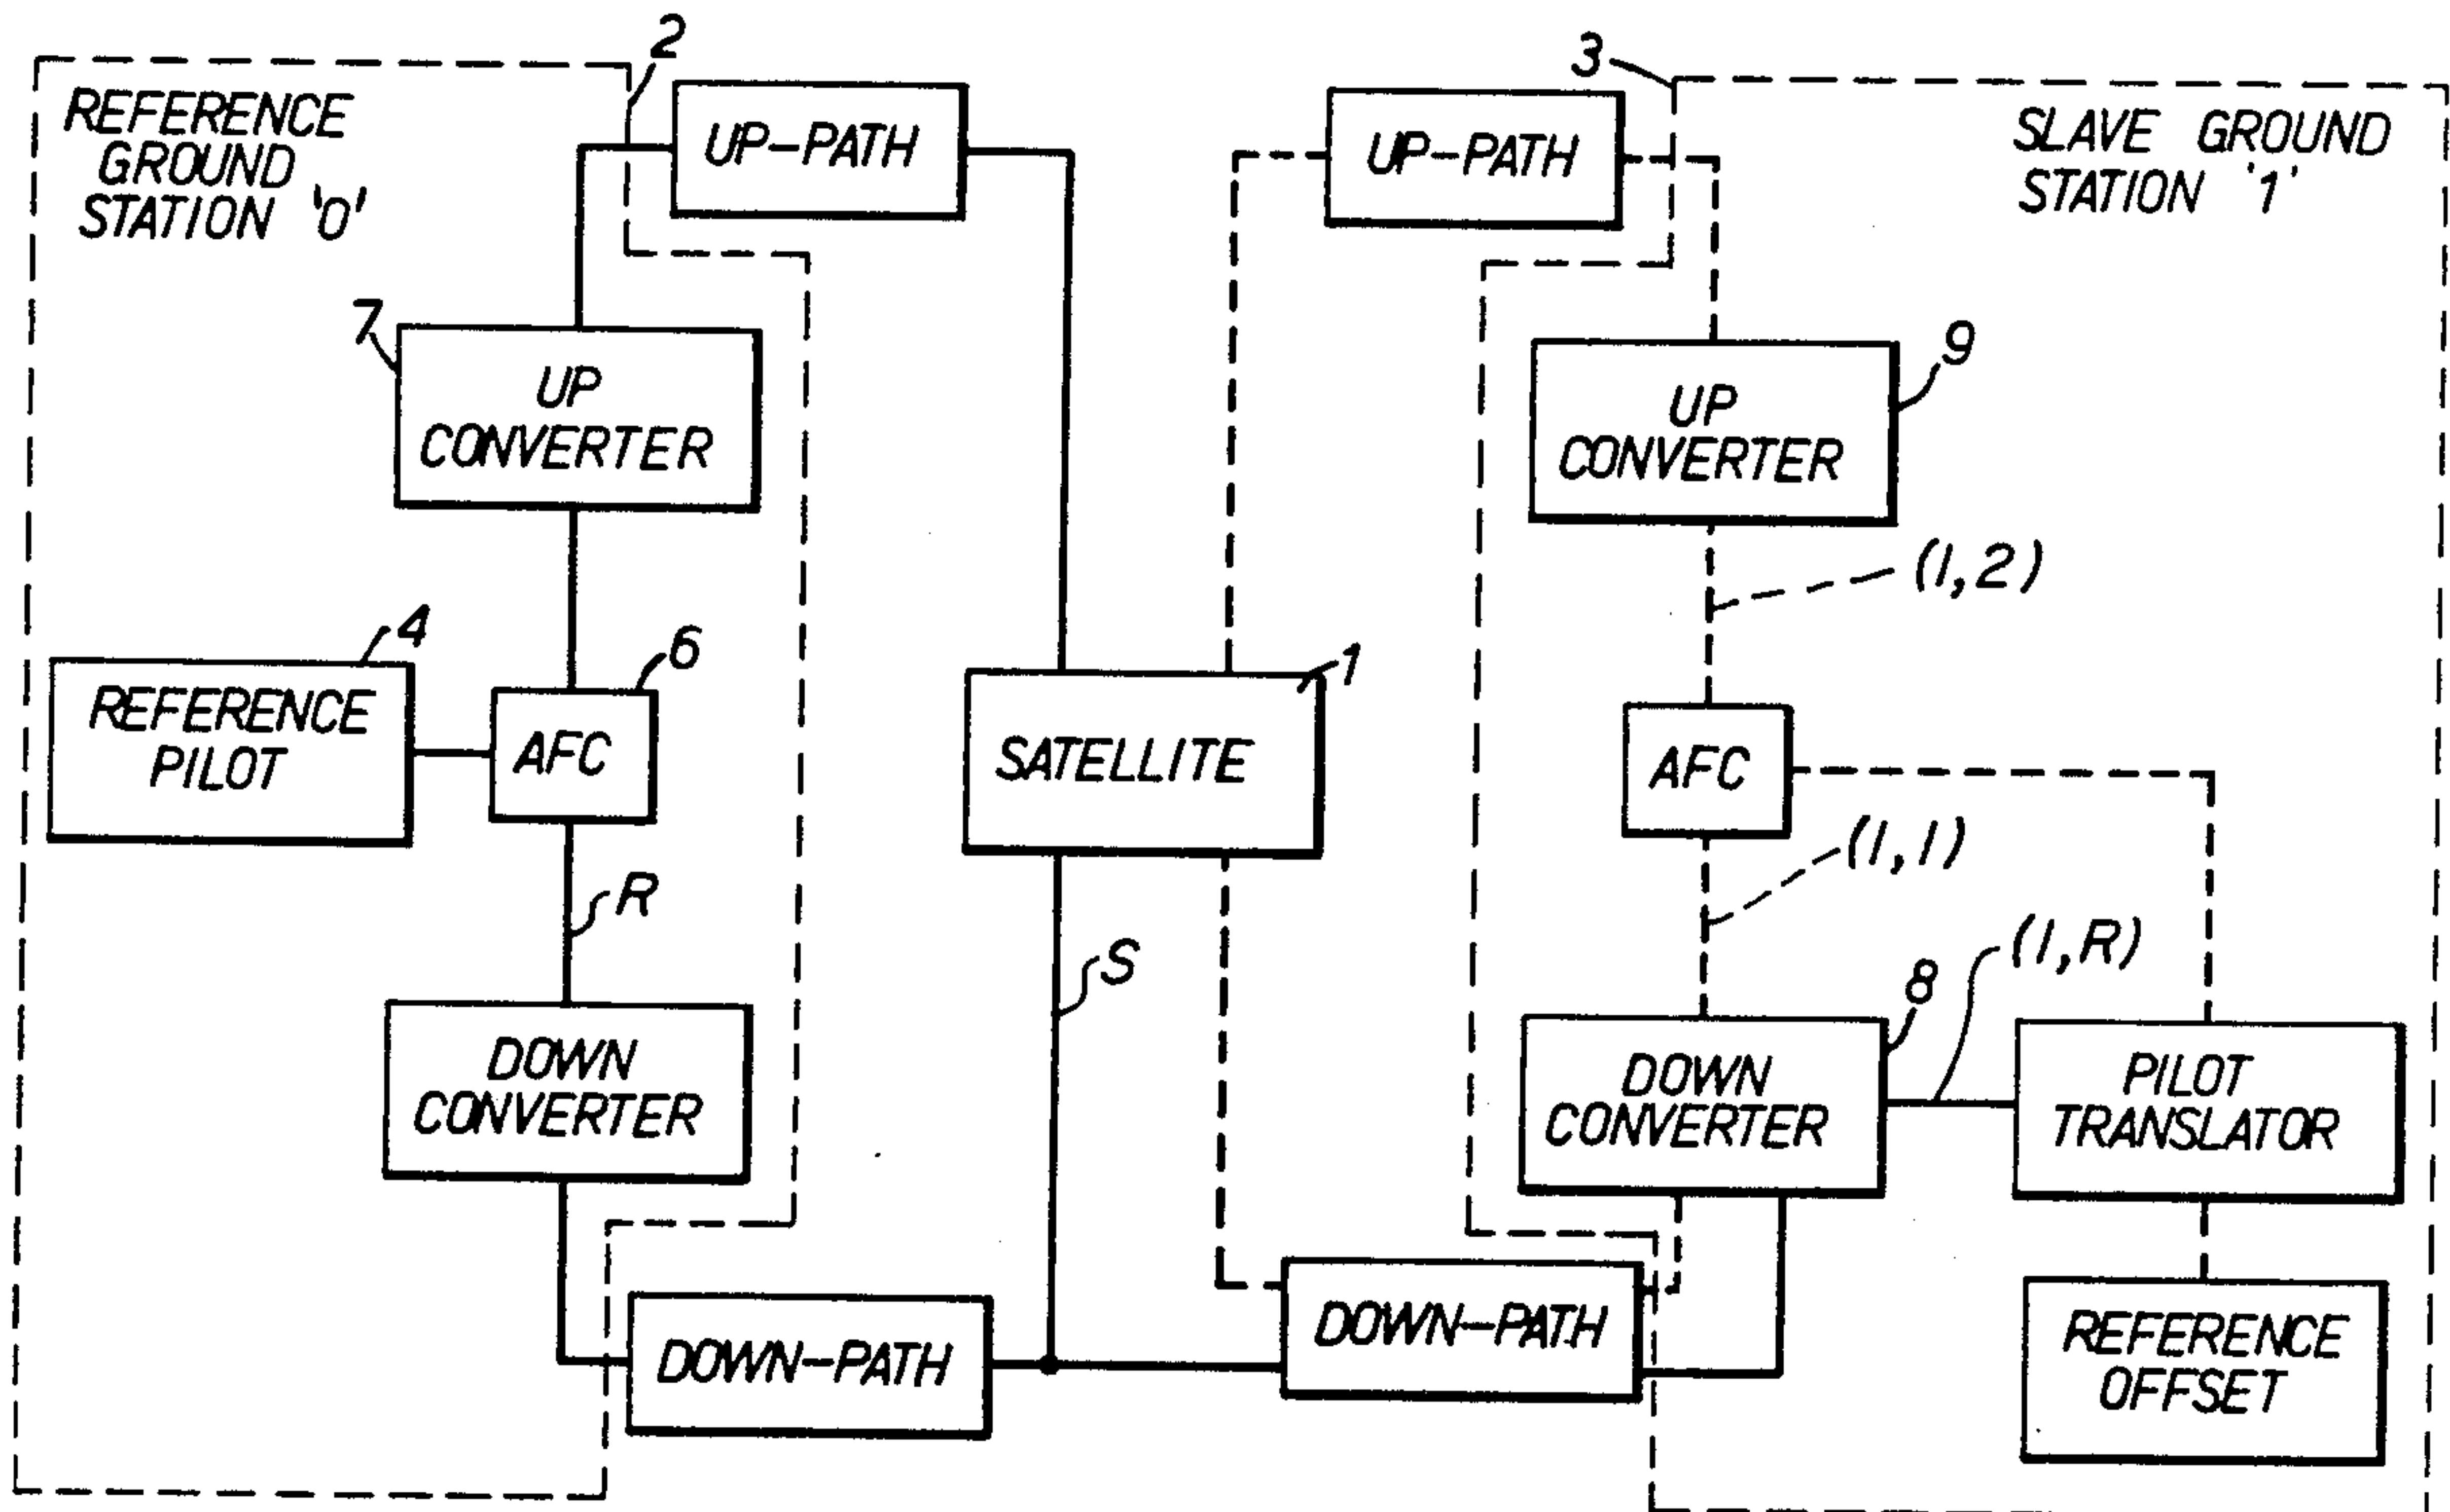 2
3
REFERENCE
GROUND
STATION '0'
UP-PATH
UP-PATH
SLAVE GROUND
STATION '1'
7
UP
CONVERTER
9
UP
CONVERTER
(1,2)
4
REFERENCE
PILOT
6
AFC
1
SATELLITE
AFC
(1,1)
R
S
DOWN
CONVERTER
8
(1,R)
DOWN
CONVERTER
PILOT
TRANSLATOR
DOWN-PATH
DOWN-PATH
REFERENCE
OFFSET